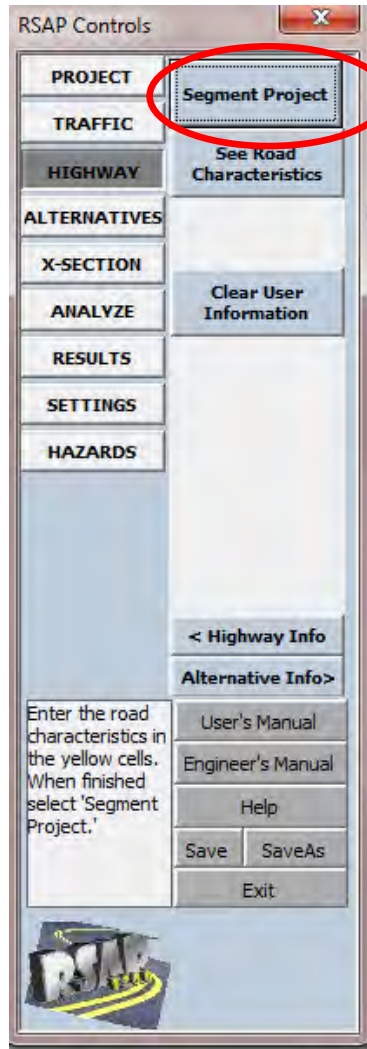 RSAP Controls
X
PROJECT
TRAFFIC
HIGHWAY
ALTERNATIVES
X-SECTION
ANALYZE
RESULTS
SETTINGS
HAZARDS
Segment Project
See Road
Characteristics
Clear User
Information
< Highway Info
Alternative Info>
Enter the road
characteristics in
the yellow cells.
When finished
select 'Segment
Project.'
User's Manual
Engineer's Manual
Help
Save
SaveAs
Exit
RSAP